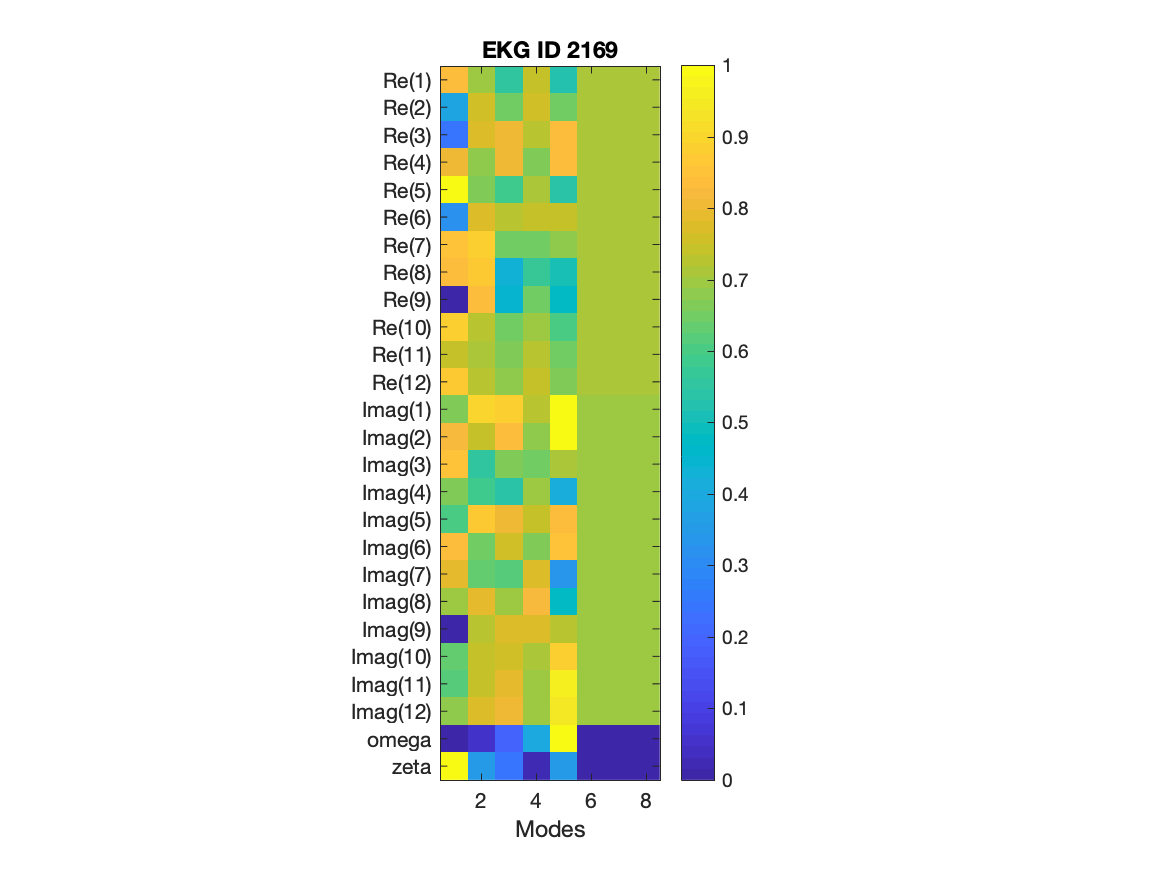 EKG ID 2169
Re(1)
Re(2)
Re(3)
Re(4)
Re(5)
Re(6)
Re(7)
Re(8)
Re(9)
Re(10)
Re(11)
Re(12)
Imag(1)
Imag(2)
Imag(3)
Imag(4)
Imag(5)
Imag(6)
Imag(7)
Imag(8)
Imag(9)
Imag(10)
Imag(11)
Imag(12)
omega
zeta
2 4 6 8
Modes
1
0.9
0.8
0.7
0.6
0.5
0.4
0.3
0.2
0.1
0